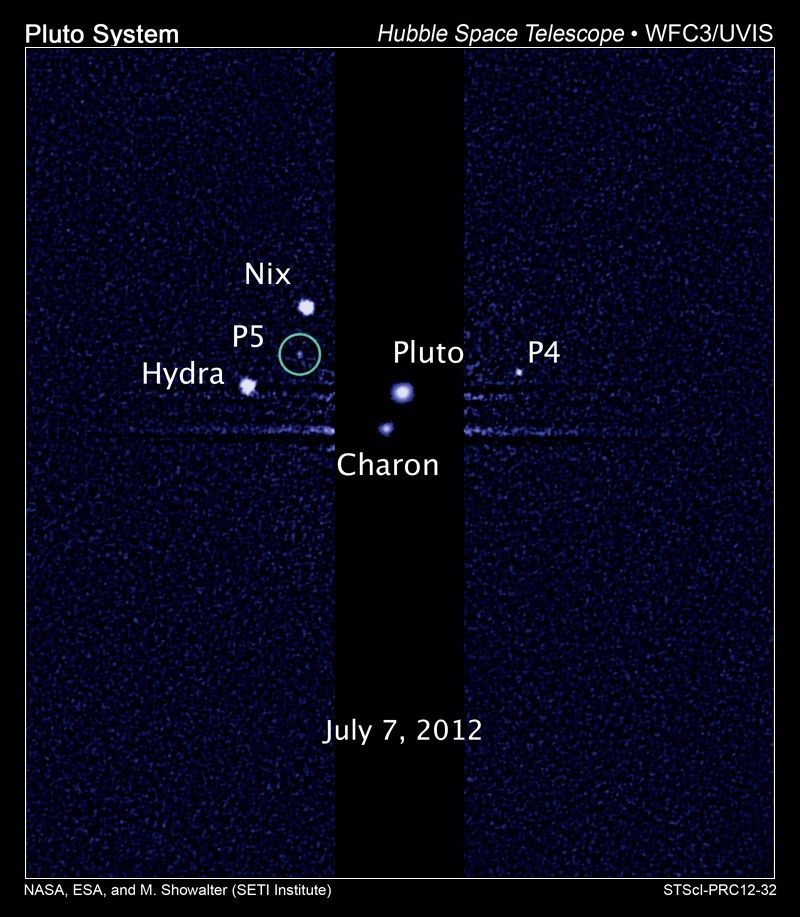 Pluto System
Hubble Space Telescope • WFC3/UVIS
Nix
P5
Hydra
Pluto
P4
Charon
July 7, 2012
NASA, ESA, and M. Showalter (SETI Institute)
STScI-PRC12-32